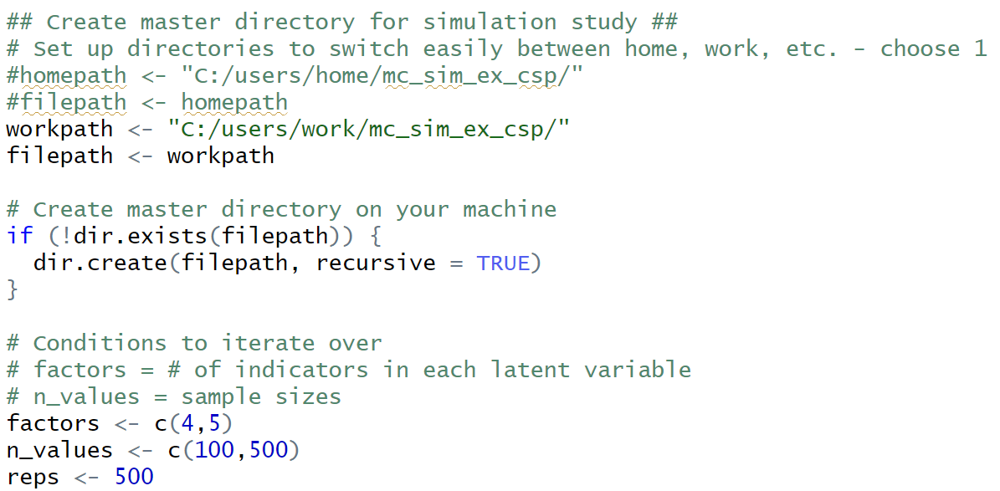 ## Create master directory for simulation study ##
# Set up directories to switch easily between home, work, etc. - choose 1
#homepath <- "C:/users/home/mc_sim_ex_csp/"
#filepath <- homepath
workpath <- "C:/users/work/mc_sim_ex_csp/"
filepath <- workpath
# Create master directory on your machine
if (!dir.exists(filepath)) {
  dir.create(filepath, recursive = TRUE)
}
# Conditions to iterate over
# factors = # of indicators in each latent variable
# n_values = sample sizes
factors <- c(4,5)
n_values <- c(100,500)
reps <- 500